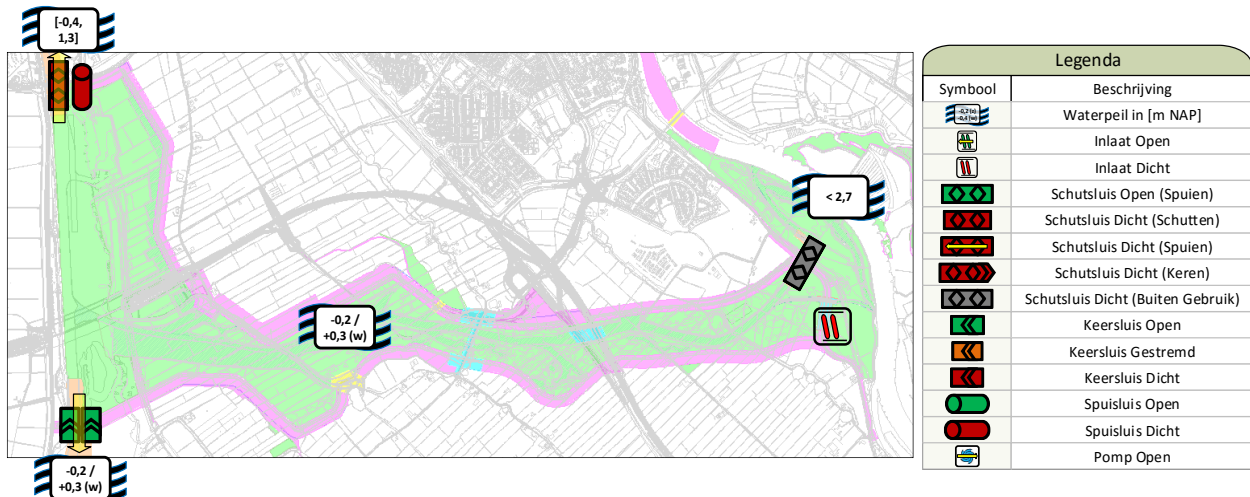 [-0,4,
1,3]
< 2,7
-0,2 /
+0,3 (w)
-0,2 /
+0,3 (w)
Legenda
Symbool Beschrijving
Waterpeil in [m NAP]
Inlaat Open
Inlaat Dicht
Schutsluis Open (Spuien)
Schutsluis Dicht (Schutten)
Schutsluis Dicht (Spuien)
Schutsluis Dicht (Keren)
Schutsluis Dicht (Buiten Gebruik)
Keersluis Open
Keersluis Gestremd
Keersluis Dicht
Spuisluis Open
Spuisluis Dicht
Pomp Open